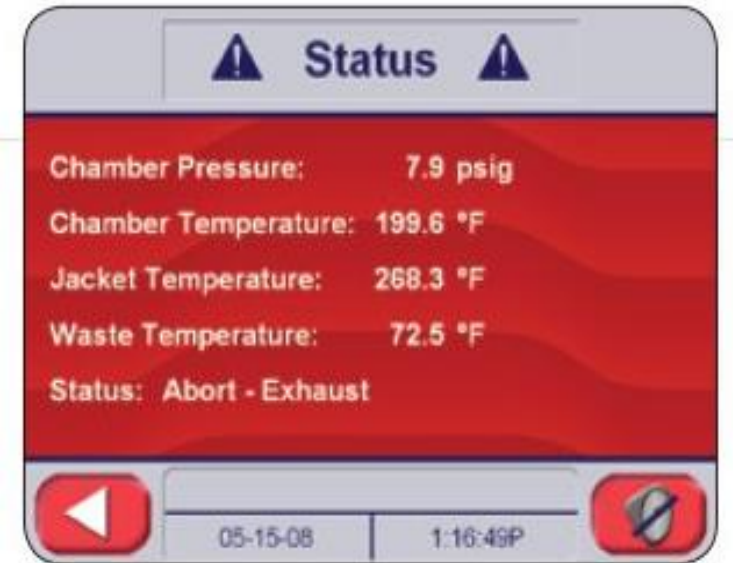 Status
Chamber Pressure: 7.9 psig
Chamber Temperature: 199.6 °F
Jacket Temperature: 268.3 °F
Waste Temperature: 72.5 °F
Status: Abort - Exhaust
05-15-08 1:16:49P